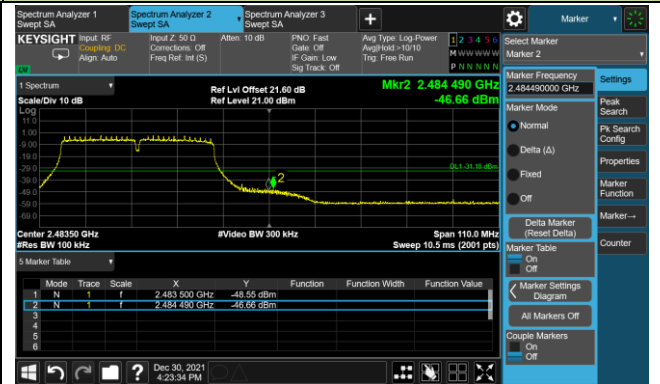 Spectrum Analyzer 1
Swept SA
Spectrum Analyzer 2
Swept SA
Spectrum Analyzer 3
Swept SA
+
Marker
KEYSIGHT
Input: RF
Coupling: DC
Align: Auto
Input Z: 50 Ω
Corrections: Off
Freq Ref: Int (S)
Atten: 10 dB
PNO: Fast
Gate: Off
IF Gain: Low
Sig Track: Off
Avg Type: Log-Power
Avg|Hold:>10/10
Trig: Free Run
1 2 3 4 5 6
M W W W W W
P N N N N N
1 Spectrum
Scale/Div 10 dB
Ref Lvl Offset 21.60 dB
Ref Level 21.00 dBm
Mkr2 2.484 490 GHz
-46.66 dBm
Log
11.0
1.00
-9.00
-19.0
-29.0
-39.0
-49.0
-59.0
-69.0
DL1 -31.18 dBm
2
Center 2.48350 GHz
#Res BW 100 kHz
#Video BW 300 kHz
Span 110.0 MHz
Sweep 10.5 ms (2001 pts)
5 Marker Table
Mode Trace Scale X Y Function Function Width Function Value
1 N 1 f 2.483 500 GHz -48.55 dBm
2 N 1 f 2.484 490 GHz -46.66 dBm
3
4
5
6
Select Marker
Marker 2
Marker Frequency
2.484490000 GHz
Marker Mode
Normal
Delta (Δ)
Fixed
Off
Delta Marker
(Reset Delta)
Marker Table
On
Off
Marker Settings
Diagram
All Markers Off
Couple Markers
On
Off
Settings
Peak
Search
Pk Search
Config
Properties
Marker
Function
Marker→
Counter
?
Dec 30, 2021
4:23:34 PM